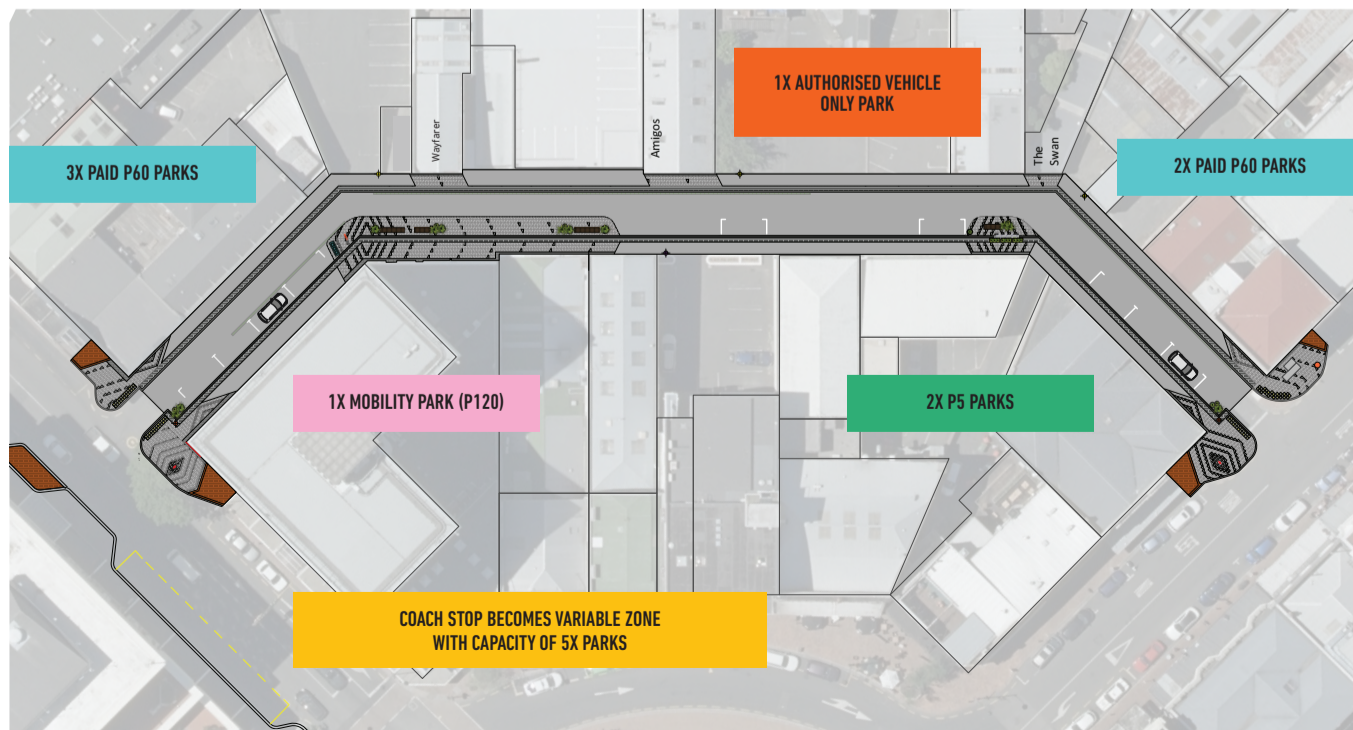 1X AUTHORISED VEHICLE
ONLY PARK
Wayfarer
Amigos
The
Swan
3X PAID P60 PARKS
2X PAID P60 PARKS
1X MOBILITY PARK (P120)
2X P5 PARKS
COACH STOP BECOMES VARIABLE ZONE
WITH CAPACITY OF 5X PARKS